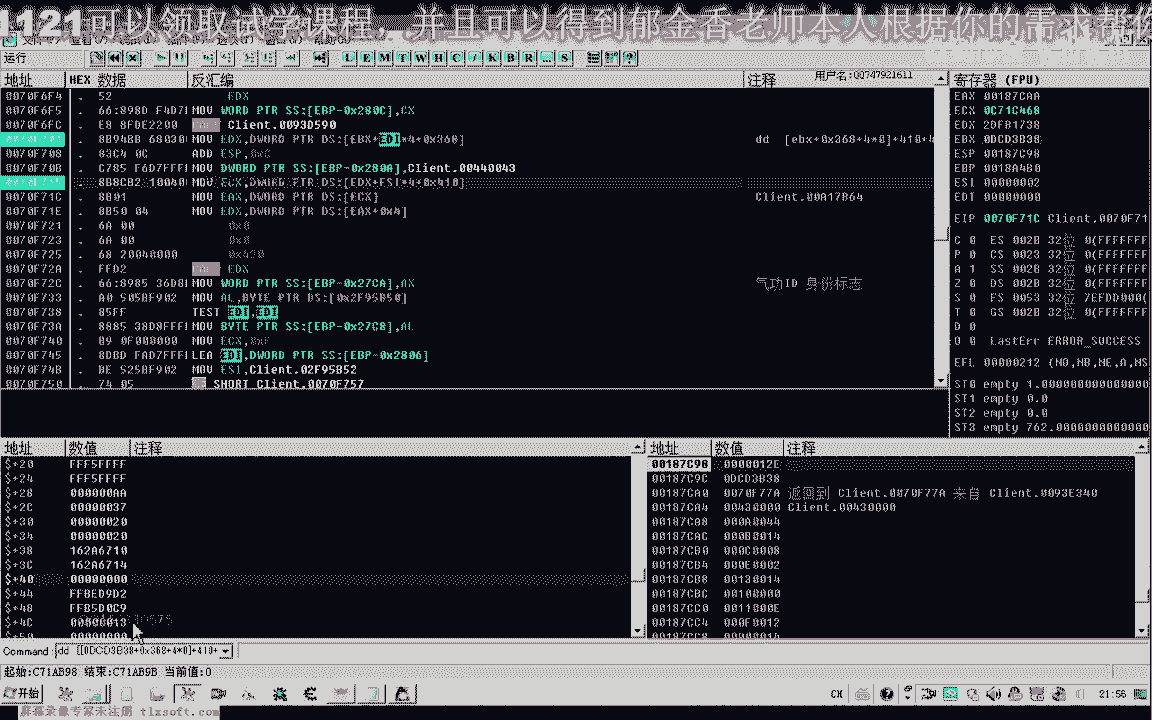 1121可以领取试学课程,并且可以得到郁金香老师本人根据你的需求帮你
运行 L E M T W H C / K B R ... S
用户名:QQ747921611
地址 HEX 数据 反汇编 注释
0070F6F4 . 52 EDX
0070F6F5 . 66:898D F4D7 MOV WORD PTR SS:[EBP-0x280C],CX
0070F6FC . E8 8FDE2200 Client.0093D590
8B94BB 68030 MOV EDX,DWORD PTR DS:[EBX+EDI*4+0x368] dd [ebx+0x368+4*0]+410+4
0070F708 . 83C4 0C ADD ESP,0xC
0070F70B . C785 F6D7FFF MOV DWORD PTR SS:[EBP-0x280A],Client.00440043
8B8CB2 10040 MOV ECX,DWORD PTR DS:[EDX+ESI*4+0x410]
0070F71C . 8B01 MOV EAX,DWORD PTR DS:[ECX] Client.00A17B64
0070F71E . 8B50 04 MOV EDX,DWORD PTR DS:[EAX+0x4]
0070F721 . 6A 00 0x0
0070F723 . 6A 00 0x0
0070F725 . 68 20040000 0x420
0070F72A . FFD2 EDX
0070F72C . 66:8985 36D8 MOV WORD PTR SS:[EBP-0x27CA],AX 气功ID 身份标志
0070F733 . A0 505BF902 MOV AL,BYTE PTR DS:[0x2F95B50]
0070F738 . 85FF TEST EDI,EDI
0070F73A . 8885 38D8FFF MOV BYTE PTR SS:[EBP-0x27C8],AL
0070F740 . B9 0F000000 MOV ECX,0xF
0070F745 . 8DBD FAD7FFF LEA EDI,DWORD PTR SS:[EBP-0x2806]
0070F74B . BE 525BF902 MOV ESI,Client.02F95B52
0070F750 . 74 05 SHORT Client.0070F757
寄存器 (FPU)
EAX 00187CAA
ECX 0C71C468
EDX 2DFB1738
EBX 0DCD3B38
ESP 00187C98
EBP 0018A4B0
ESI 00000002
EDI 00000000
EIP 0070F71C Client.0070F71
C 0 ES 002B 32位 0(FFFFFFF
P 0 CS 0023 32位 0(FFFFFFF
A 1 SS 002B 32位 0(FFFFFFF
Z 0 DS 002B 32位 0(FFFFFFF
S 0 FS 0053 32位 7EFDD000(
T 0 GS 002B 32位 0(FFFFFFF
D 0
O 0 LastErr ERROR_SUCCESS
EFL 00000212 (NO,NB,NE,A,NS
ST0 empty 1.0000000000000
ST1 empty 0.0
ST2 empty 0.0
ST3 empty 762.00000000000
地址 数值 注释
$+20 FFF5FFFF
$+24 FFF5FFFF
$+28 000000AA
$+2C 00000037
$+30 00000020
$+34 00000020
$+38 162A6710
$+3C 162A6714
$+40 00000000
$+44 FFBED9D2
$+48 FFB5D0C9
$+4C 00000013
$+50 00000000
地址 数值 注释
00187C98 0000012E
00187C9C 0DCD3B38
00187CA0 0070F77A 返回到 Client.0070F77A 来自 Client.0093E340
00187CA4 00430000 Client.00430000
00187CA8 000A0044
00187CAC 000B0014
00187CB0 000C0008
00187CB4 000E0002
00187CB8 00130014
00187CBC 00100000
00187CC0 0011000E
00187CC4 000F0012
00187CC8 00000014
Command: dd [[0DCD3B38+0x368+4*0]+410+
起始:C71AB98 结束:C71AB9B 当前值:0
开始 CH 21:56
屏幕录像专家未注册 tlxsoft.com